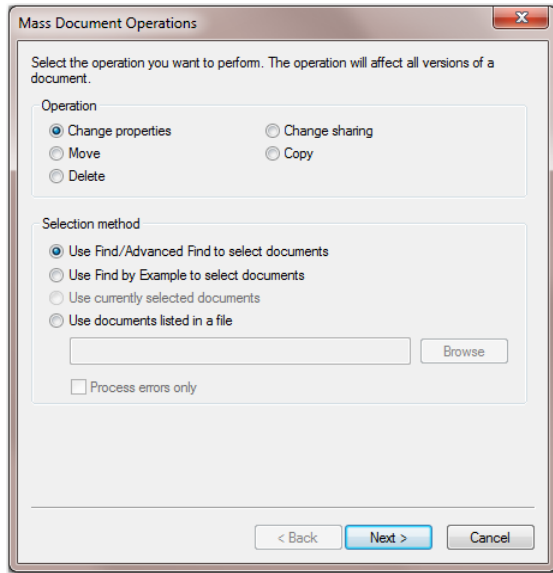 Mass Document Operations
Select the operation you want to perform. The operation will affect all versions of a
document.
Operation
Change properties
Change sharing
Move
Copy
Delete
Selection method
Use Find/Advanced Find to select documents
Use Find by Example to select documents
Use currently selected documents
Use documents listed in a file
Browse
Process errors only
< Back
Next >
Cancel